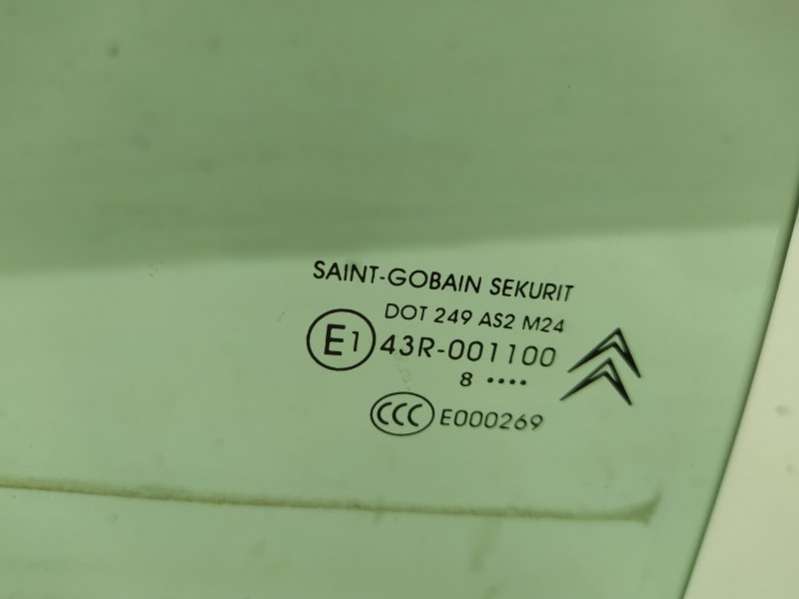 SAINT-GOBAIN SEKURIT
DOT 249 AS2 M24
E1 43R-001100
8 ••••
CCC E000269